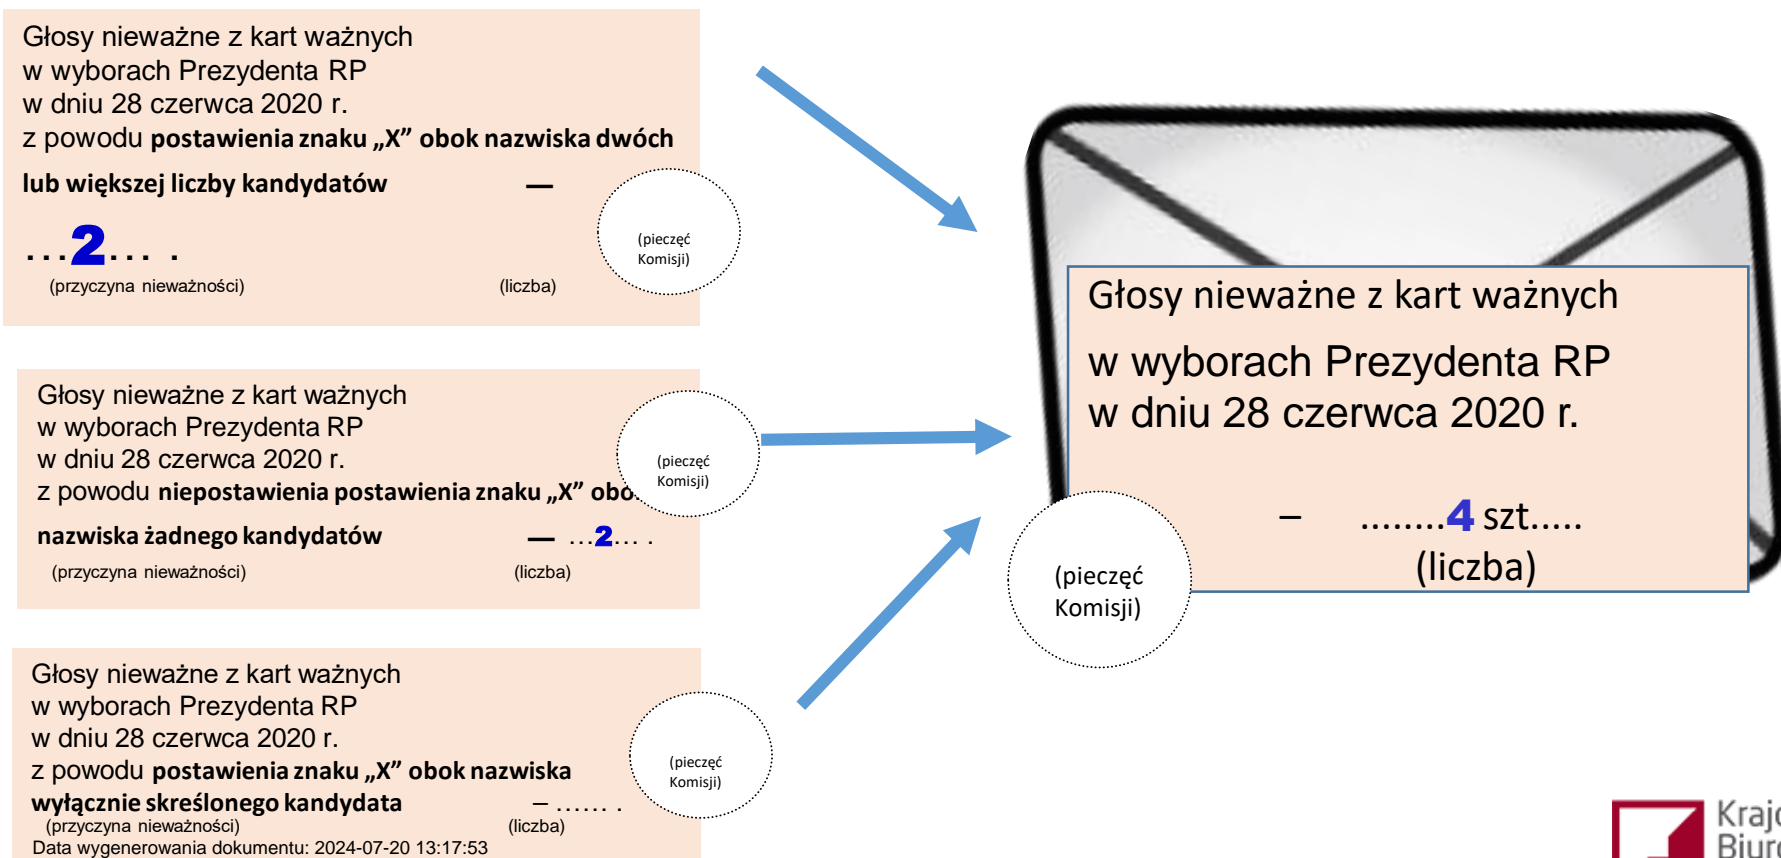 Głosy nieważne z kart ważnych
w wyborach Prezydenta RP
w dniu 28 czerwca 2020 r.
z powodu postawienia znaku „X” obok nazwiska dwóch
lub większej liczby kandydatów —
...2... .
(przyczyna nieważności) (liczba)
(pieczęć
Komisji)
Głosy nieważne z kart ważnych
w wyborach Prezydenta RP
w dniu 28 czerwca 2020 r.
z powodu niepostawienia postawienia znaku „X”
nazwiska żadnego kandydatów — ...2... .
(przyczyna nieważności) (liczba)
(pieczęć
Komisji)
Głosy nieważne z kart ważnych
w wyborach Prezydenta RP
w dniu 28 czerwca 2020 r.
z powodu postawienia znaku „X” obok nazwiska
wyłącznie skreślonego kandydata – ...... .
(przyczyna nieważności) (liczba)
Data wygenerowania dokumentu: 2024-07-20 13:17:53
(pieczęć
Komisji)
Głosy nieważne z kart ważnych
w wyborach Prezydenta RP
w dniu 28 czerwca 2020 r.
– ........4 szt.....
(liczba)
(pieczęć
Komisji)